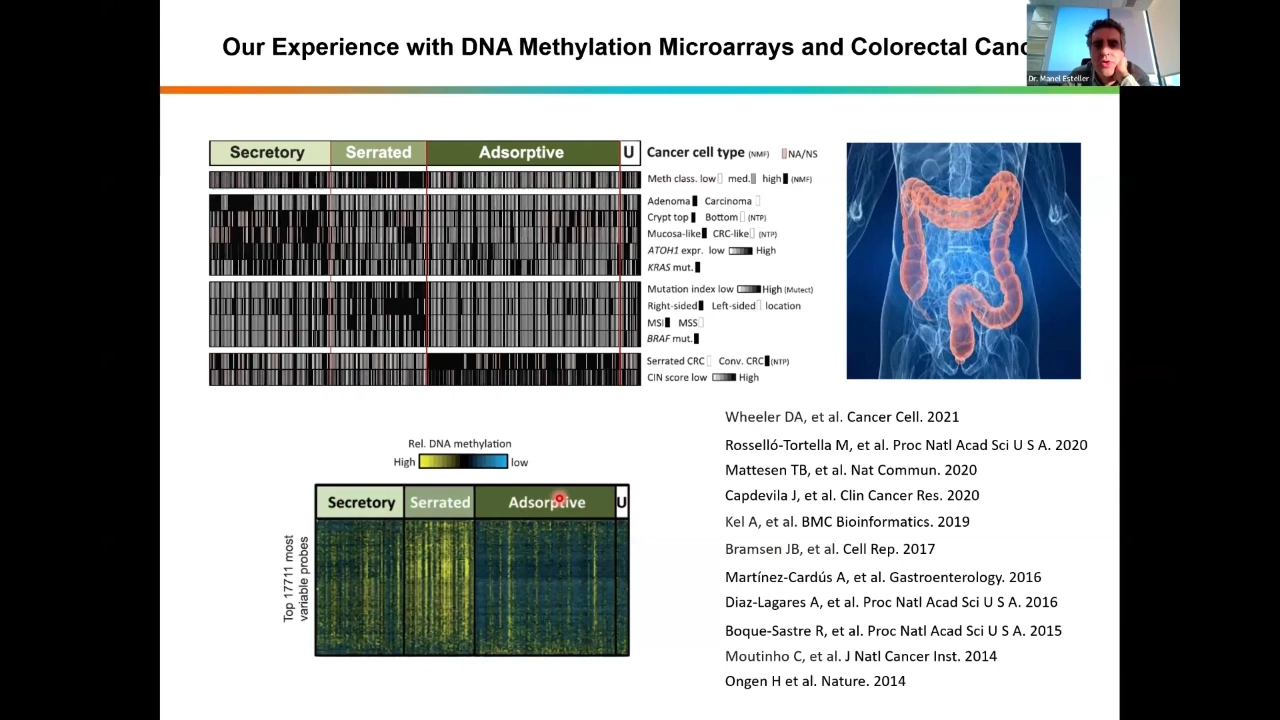 Our Experience with DNA Methylation Microarrays and Colorectal Canc
Dr. Manel Esteller
Secretory Serrated Adsorptive U
Cancer cell type (NMF) NA/NS
Meth class. low med. high (NMF)
Adenoma Carcinoma
Crypt top Bottom (NTP)
Mucosa-like CRC-like (NTP)
ATOH1 expr. low High
KRAS mut.
Mutation index low High (Mutect)
Right-sided Left-sided location
MSI MSS
BRAF mut.
Serrated CRC Conv. CRC (NTP)
CIN score low High
Rel. DNA methylation
High low
Secretory Serrated Adsorptive U
Top 17711 most
variable probes
Wheeler DA, et al. Cancer Cell. 2021
Rosselló-Tortella M, et al. Proc Natl Acad Sci U S A. 2020
Mattesen TB, et al. Nat Commun. 2020
Capdevila J, et al. Clin Cancer Res. 2020
Kel A, et al. BMC Bioinformatics. 2019
Bramsen JB, et al. Cell Rep. 2017
Martínez-Cardús A, et al. Gastroenterology. 2016
Diaz-Lagares A, et al. Proc Natl Acad Sci U S A. 2016
Boque-Sastre R, et al. Proc Natl Acad Sci U S A. 2015
Moutinho C, et al. J Natl Cancer Inst. 2014
Ongen H et al. Nature. 2014